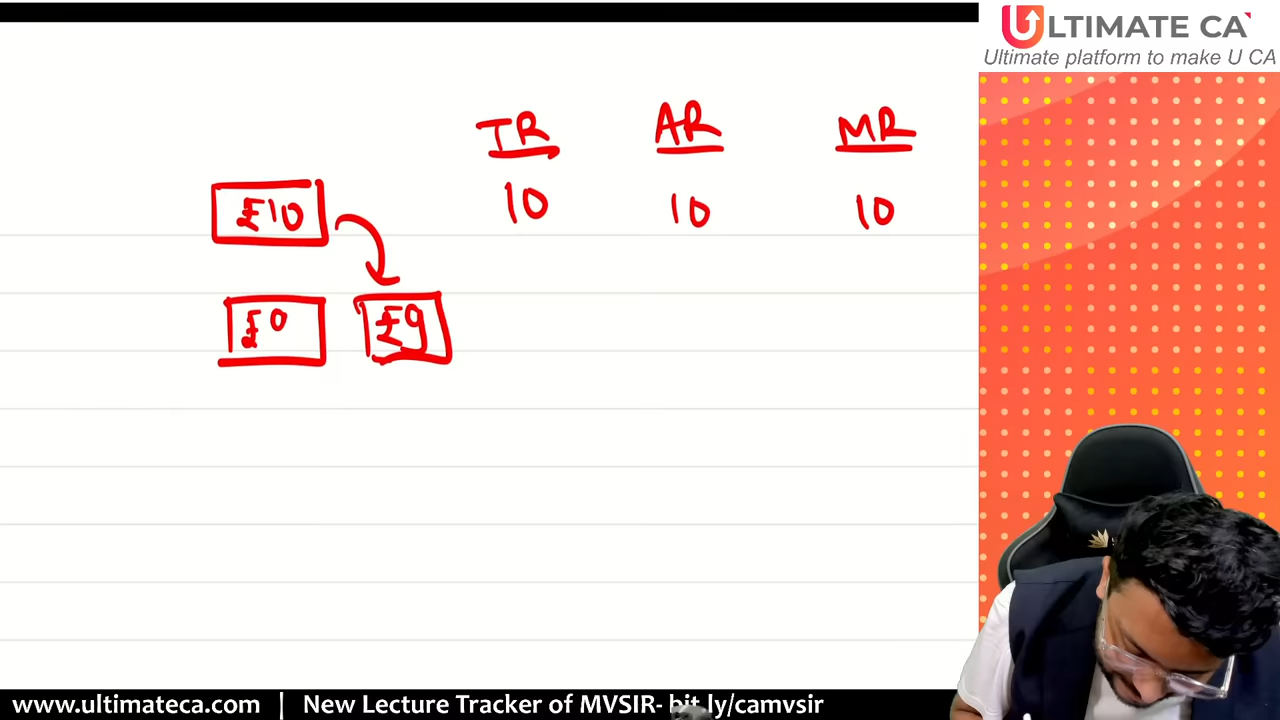 ULTIMATE CA
Ultimate platform to make U CA
TR AR MR
£10 10 10 10
£9 £9
www.ultimateca.com | New Lecture Tracker of MVSIR- bit.ly/camvsir